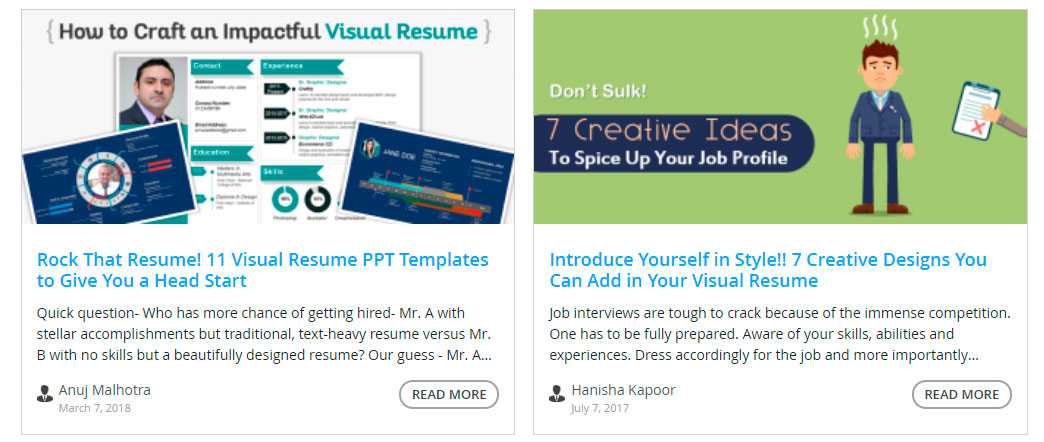 { How to Craft an Impactful Visual Resume }
Contact
Experience
Education
Skills
Photoshop
Illustrator
JANE DOE
Don't Sulk!
7 Creative Ideas
To Spice Up Your Job Profile
Rock That Resume! 11 Visual Resume PPT Templates
to Give You a Head Start
Quick question- Who has more chance of getting hired- Mr. A with
stellar accomplishments but traditional, text-heavy resume versus Mr.
B with no skills but a beautifully designed resume? Our guess - Mr. A...
Anuj Malhotra
March 7, 2018
READ MORE
Introduce Yourself in Style!! 7 Creative Designs You
Can Add in Your Visual Resume
Job interviews are tough to crack because of the immense competition.
One has to be fully prepared. Aware of your skills, abilities and
experiences. Dress accordingly for the job and more importantly...
Hanisha Kapoor
July 7, 2017
READ MORE